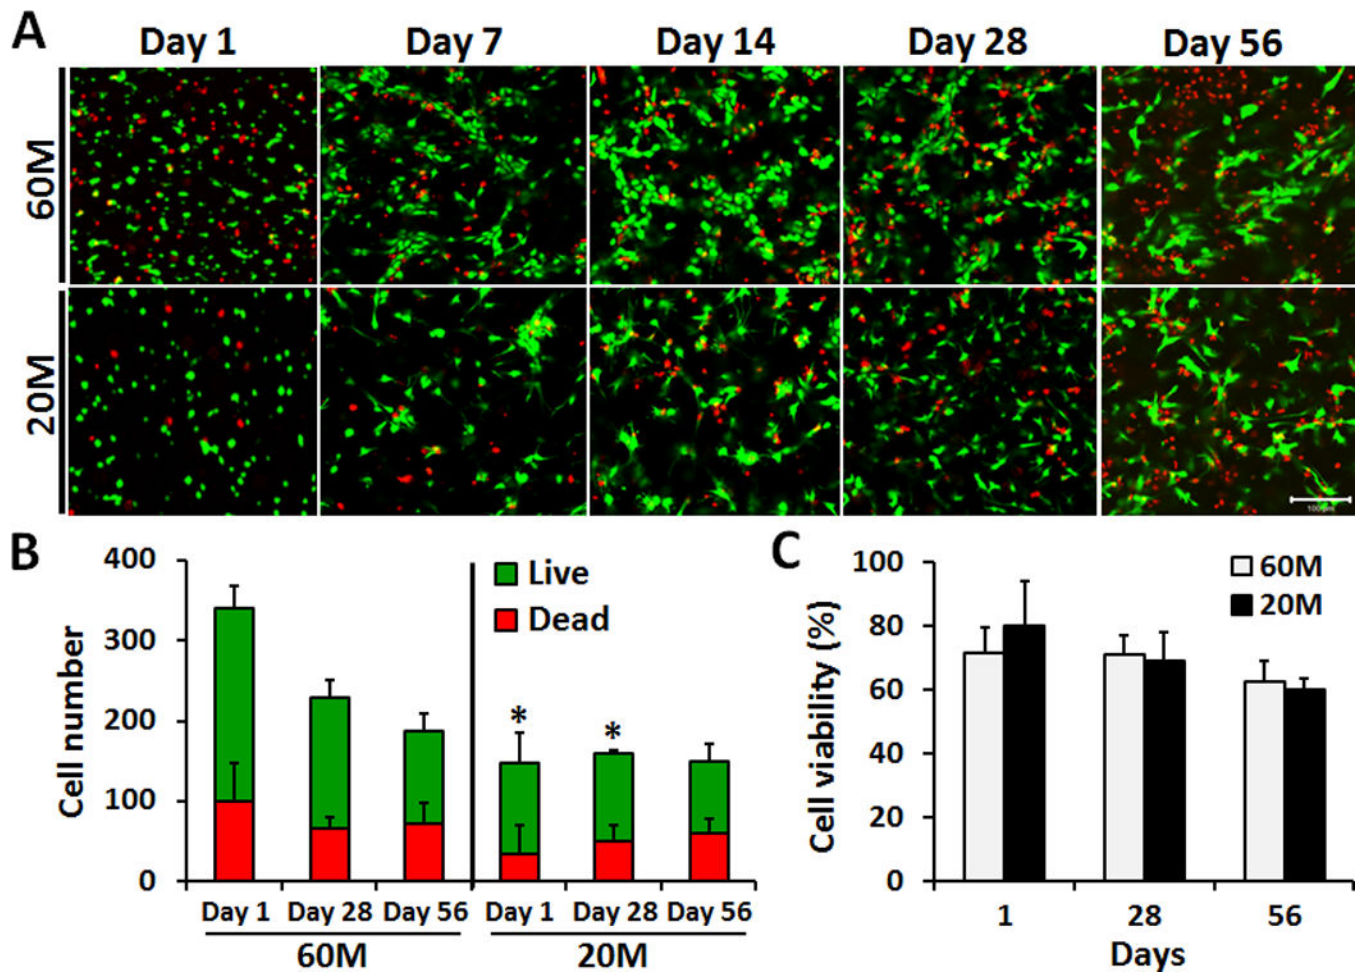 A
Day 1 Day 7 Day 14 Day 28 Day 56
60M
20M
100µm
B
400
300
200
100
0
Cell number
Live
Dead
* *
Day 1 Day 28 Day 56 Day 1 Day 28 Day 56
60M 20M
C
100
80
60
40
20
0
Cell viability (%)
60M
20M
1 28 56
Days